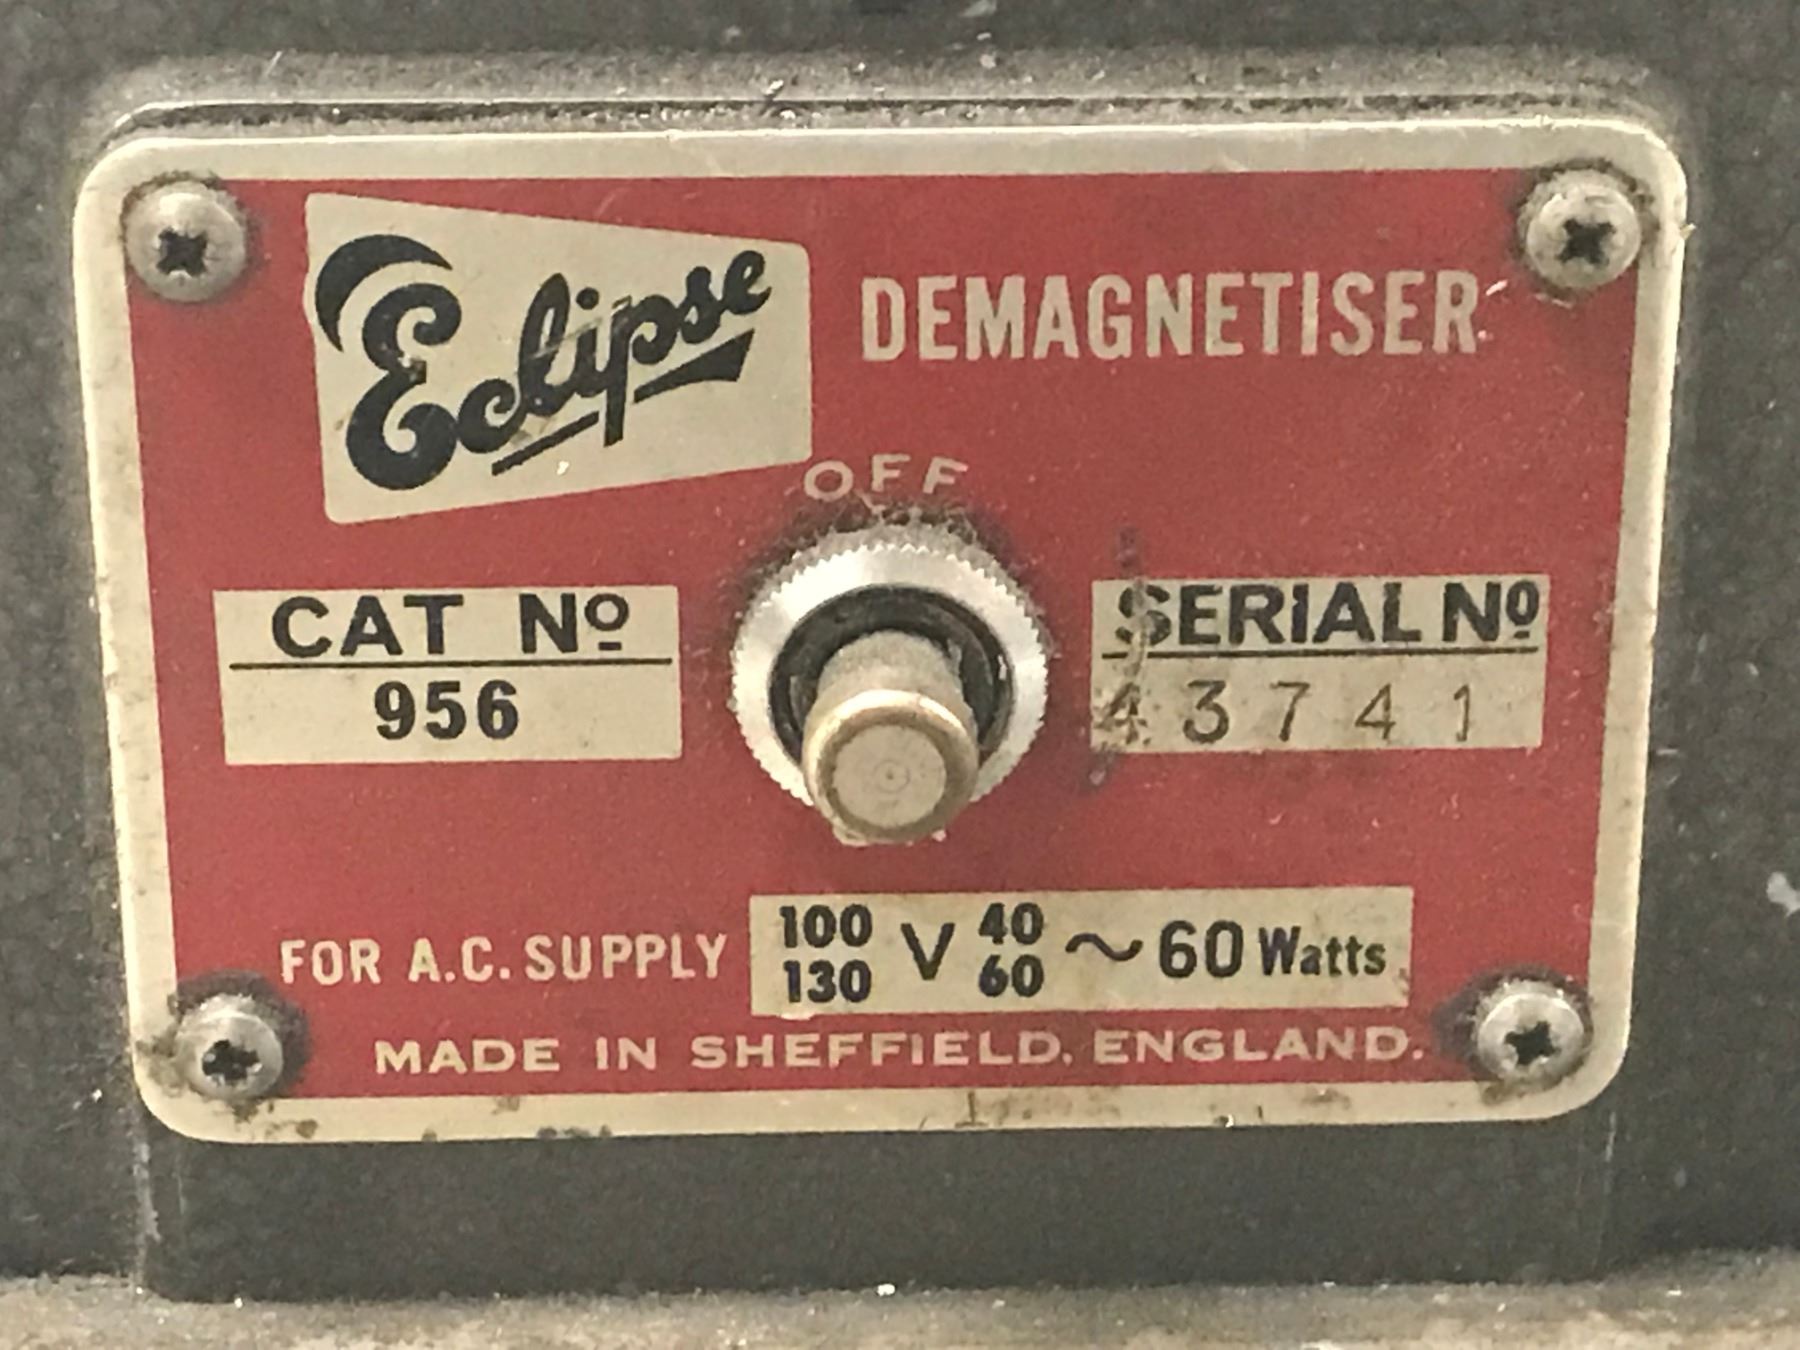 Eclipse DEMAGNETISER
OFF
CAT Nº
956
SERIAL Nº
43741
FOR A.C. SUPPLY 100 130 V 40 60 ~ 60 Watts
MADE IN SHEFFIELD, ENGLAND.